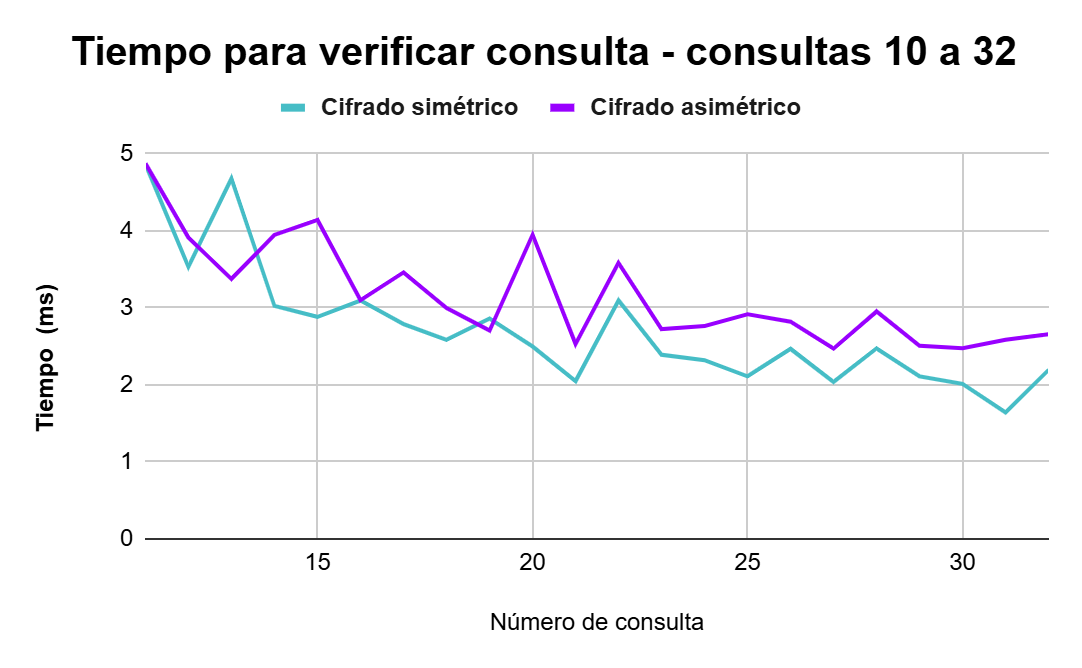 Tiempo para verificar consulta - consultas 10 a 32
Cifrado simétrico Cifrado asimétrico
5
4
3
2
1
0
Tiempo (ms)
15 20 25 30
Número de consulta